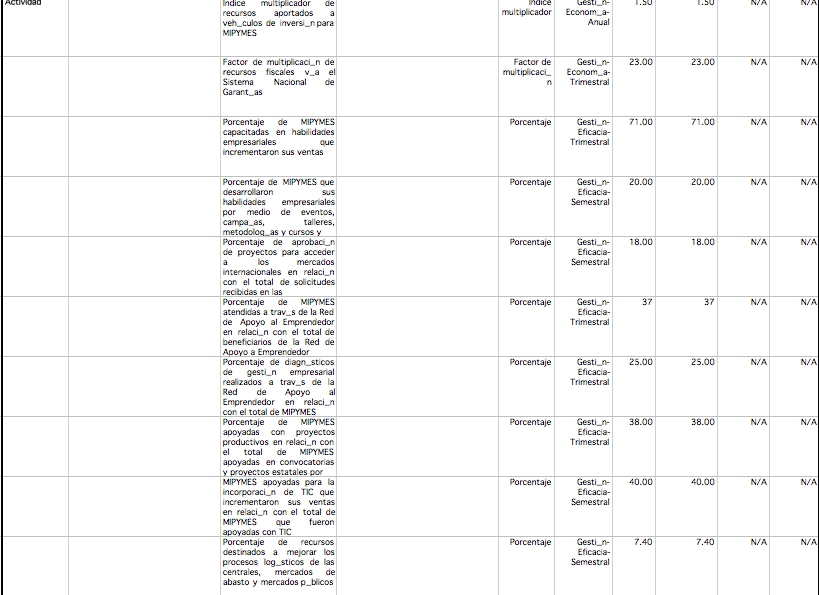 Actividad
Índice multiplicador de
recursos aportados a
veh_culos de inversi_n para
MIPYMES
Índice
multiplicador
Gesti_n-
Econom_a-
Anual
1.50
1.50
N/A
N/A
Factor de multiplicaci_n de
recursos fiscales v_a el
Sistema Nacional de
Garant_as
Factor de
multiplicaci_
n
Gesti_n-
Econom_a-
Trimestral
23.00
23.00
N/A
N/A
Porcentaje de MIPYMES
capacitadas en habilidades
empresariales que
incrementaron sus ventas
Porcentaje
Gesti_n-
Eficacia-
Trimestral
71.00
71.00
N/A
N/A
Porcentaje de MIPYMES que
desarrollaron sus
habilidades empresariales
por medio de eventos,
campa_as, talleres,
metodolog_as y cursos y
Porcentaje
Gesti_n-
Eficacia-
Semestral
20.00
20.00
N/A
N/A
Porcentaje de aprobaci_n
de proyectos para acceder
a los mercados
internacionales en relaci_n
con el total de solicitudes
recibidas en las
Porcentaje
Gesti_n-
Eficacia-
Semestral
18.00
18.00
N/A
N/A
Porcentaje de MIPYMES
atendidas a trav_s de la Red
de Apoyo al Emprendedor
en relaci_n con el total de
beneficiarios de la Red de
Apoyo a Emprendedor
Porcentaje
Gesti_n-
Eficacia-
Trimestral
37
37
N/A
N/A
Porcentaje de diagn_sticos
de gesti_n empresarial
realizados a trav_s de la
Red de Apoyo al
Emprendedor en relaci_n
con el total de MIPYMES
Porcentaje
Gesti_n-
Eficacia-
Trimestral
25.00
25.00
N/A
N/A
Porcentaje de MIPYMES
apoyadas con proyectos
productivos en relaci_n con
el total de MIPYMES
apoyadas en convocatorias
y proyectos estatales por
Porcentaje
Gesti_n-
Eficacia-
Trimestral
38.00
38.00
N/A
N/A
MIPYMES apoyadas para la
incorporaci_n de TIC que
incrementaron sus ventas
en relaci_n con el total de
MIPYMES que fueron
apoyadas con TIC
Porcentaje
Gesti_n-
Eficacia-
Semestral
40.00
40.00
N/A
N/A
Porcentaje de recursos
destinados a mejorar los
procesos log_sticos de las
centrales, mercados de
abasto y mercados p_blicos
Porcentaje
Gesti_n-
Eficacia-
Semestral
7.40
7.40
N/A
N/A